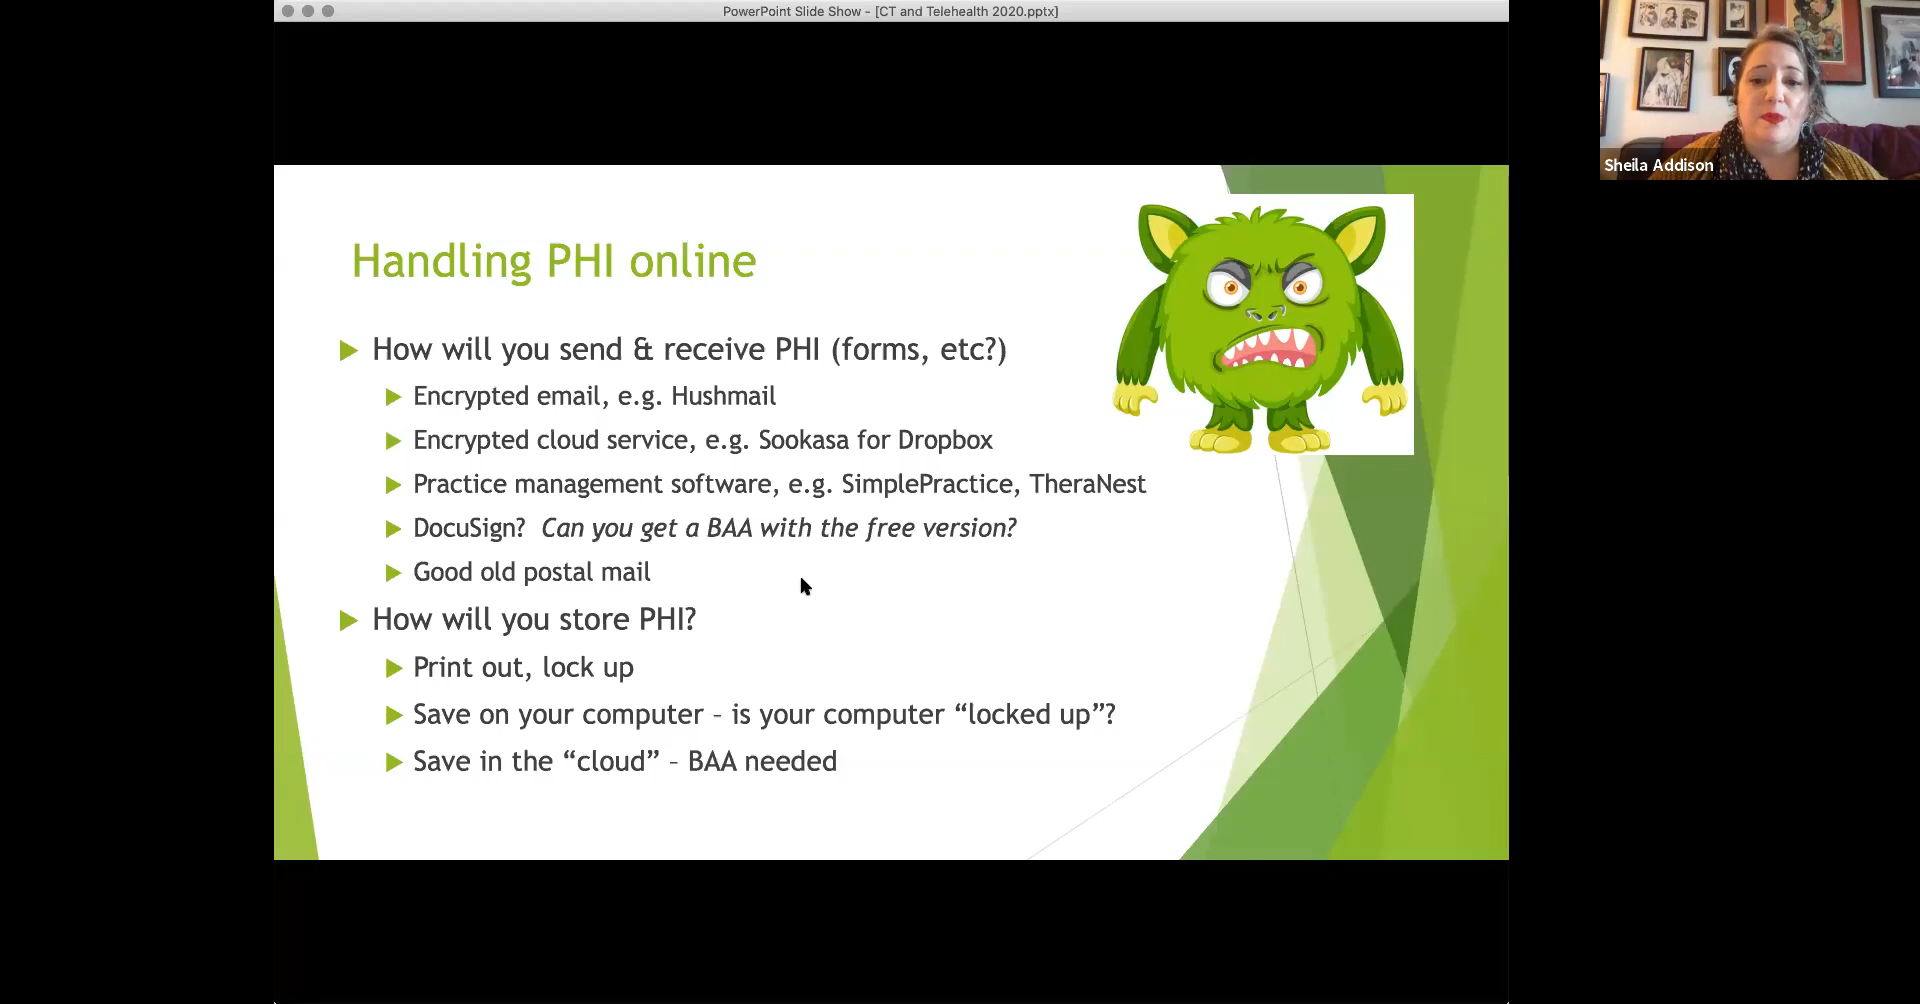 PowerPoint Slide Show - [CT and Telehealth 2020.pptx]
Sheila Addison
Handling PHI online
How will you send & receive PHI (forms, etc?)
Encrypted email, e.g. Hushmail
Encrypted cloud service, e.g. Sookasa for Dropbox
Practice management software, e.g. SimplePractice, TheraNest
DocuSign? Can you get a BAA with the free version?
Good old postal mail
How will you store PHI?
Print out, lock up
Save on your computer – is your computer “locked up”?
Save in the “cloud” – BAA needed